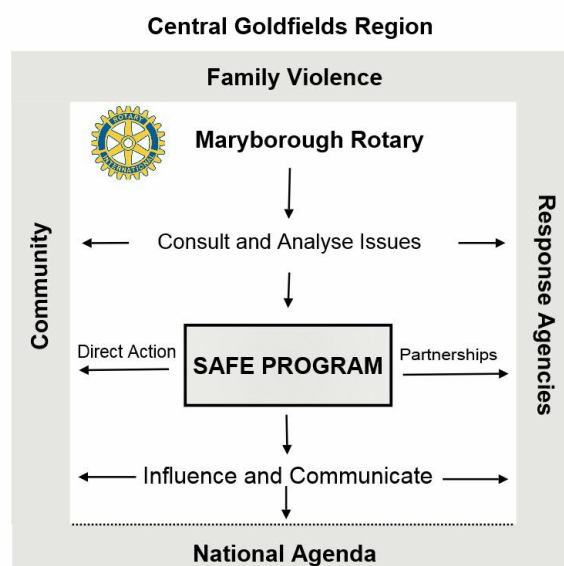 Central Goldfields Region
Family Violence
ROTARY
INTERNATIONAL
Maryborough Rotary
Community
Response Agencies
Consult and Analyse Issues
Direct Action
SAFE PROGRAM
Partnerships
Influence and Communicate
National Agenda